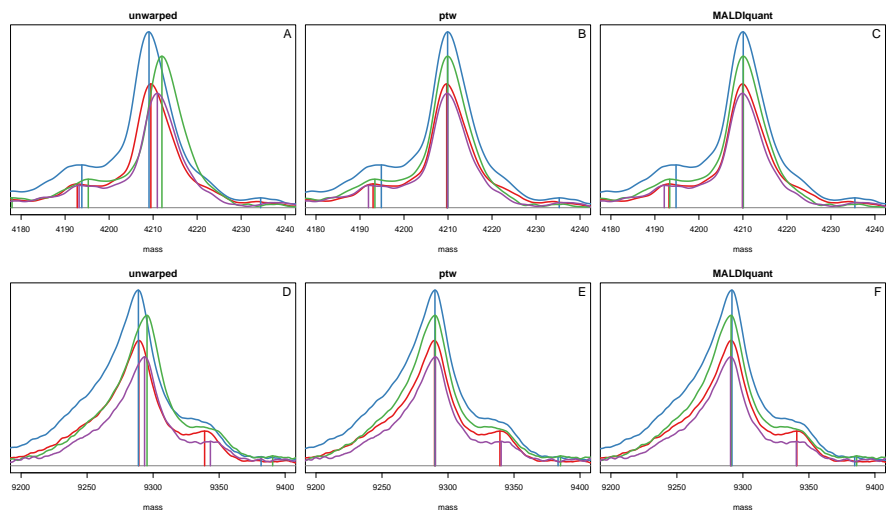 unwarped ptw MALDIquant
A B C
4180 4190 4200 4210 4220 4230 4240 4180 4190 4200 4210 4220 4230 4240 4180 4190 4200 4210 4220 4230 4240
mass mass mass
unwarped ptw MALDIquant
D E F
9200 9250 9300 9350 9400 9200 9250 9300 9350 9400 9200 9250 9300 9350 9400
mass mass mass